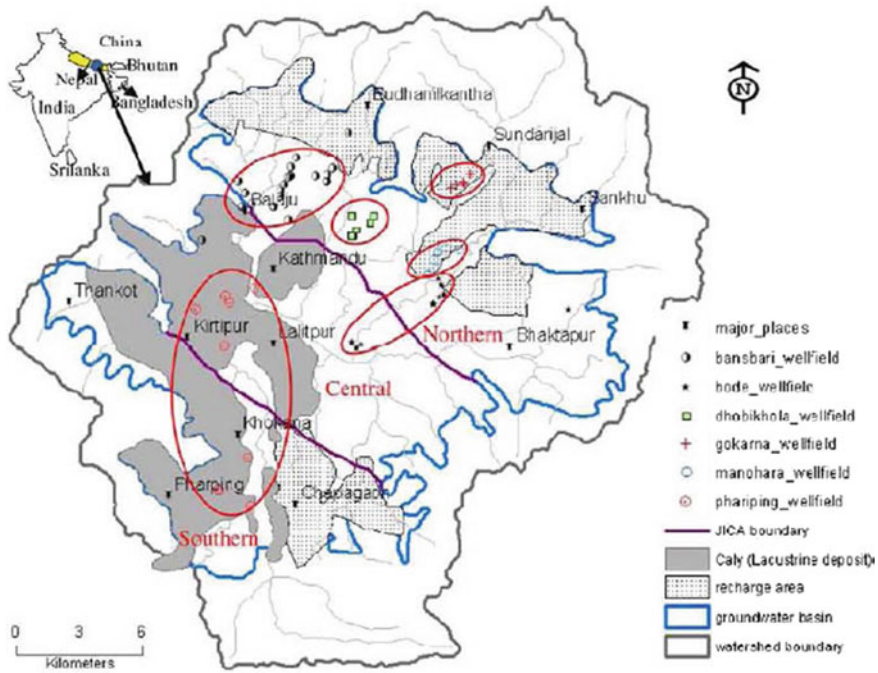 China
Nepal
Bhutan
India
Bangladesh
Srilanka
N
Budhanilkantha
Sundarijal
Balaju
Sankhu
Kathmandu
Thankot
Kirtipur
Lalitpur
Northern
Bhaktapur
Central
Khokana
Pharping
Chapagaon
Southern
major_places
bansbari_wellfield
bode_wellfield
dhobikhola_wellfield
gokarna_wellfield
manohara_wellfield
phariping_wellfield
JICA boundary
Caly (Lacustrine deposit)
recharge area
groundwater basin
watershed boundary
0 3 6
Kilometers